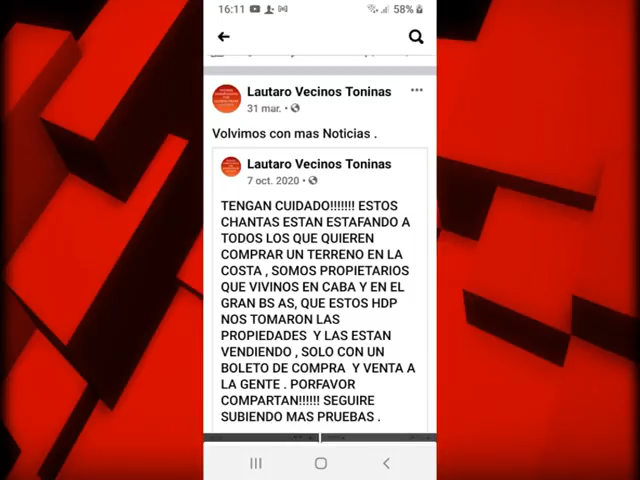 16:11
58%
Lautaro Vecinos Toninas
31 mar.
Volvimos con mas Noticias .
Lautaro Vecinos Toninas
7 oct. 2020
TENGAN CUIDADO!!!!!!! ESTOS
CHANTAS ESTAN ESTAFANDO A
TODOS LOS QUE QUIEREN
COMPRAR UN TERRENO EN LA
COSTA , SOMOS PROPIETARIOS
QUE VIVINOS EN CABA Y EN EL
GRAN BS AS, QUE ESTOS HDP
NOS TOMARON LAS
PROPIEDADES Y LAS ESTAN
VENDIENDO , SOLO CON UN
BOLETO DE COMPRA Y VENTA A
LA GENTE . PORFAVOR
COMPARTAN!!!!!! SEGUIRE
SUBIENDO MAS PRUEBAS .